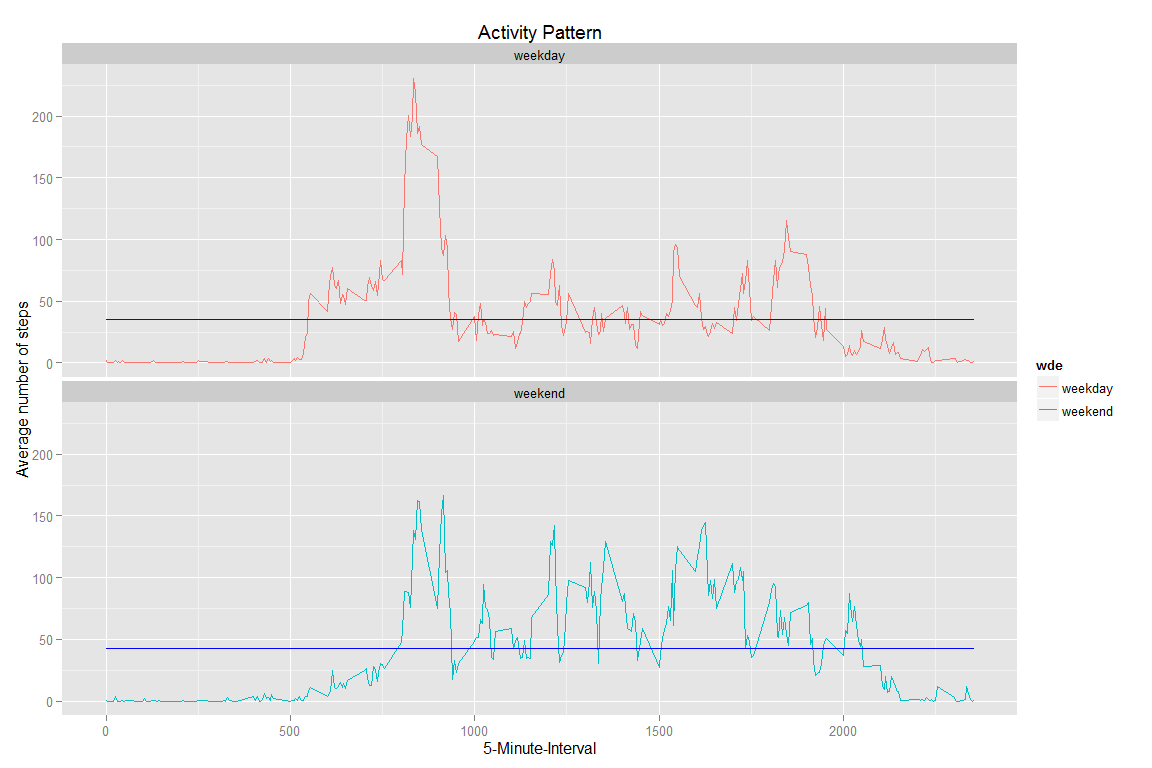 Activity Pattern
weekday
200
150
100
50
0
Average number of steps
weekend
200
150
100
50
0
0 500 1000 1500 2000
5-Minute-Interval
wde
weekday
weekend